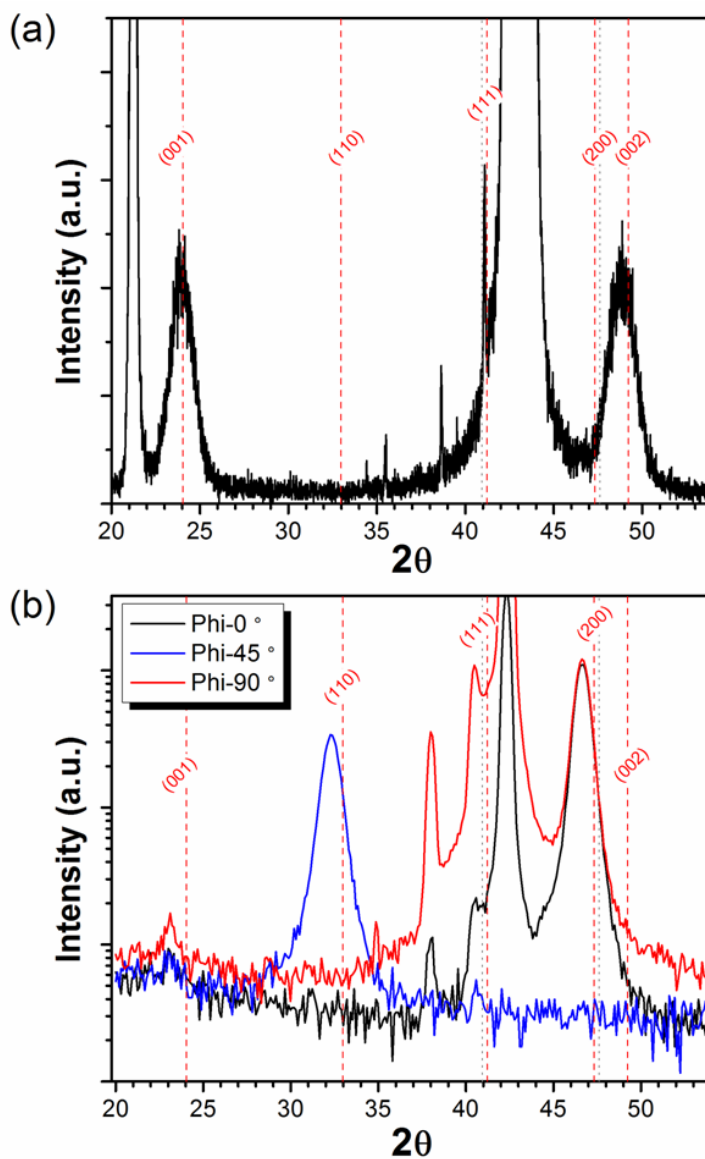 (a)
Intensity (a.u.)
(001)
(110)
(111)
(200)
(002)
20 25 30 35 40 45 50
2θ
(b)
Phi-0 °
Phi-45 °
Phi-90 °
Intensity (a.u.)
(001)
(110)
(111)
(200)
(002)
20 25 30 35 40 45 50
2θ